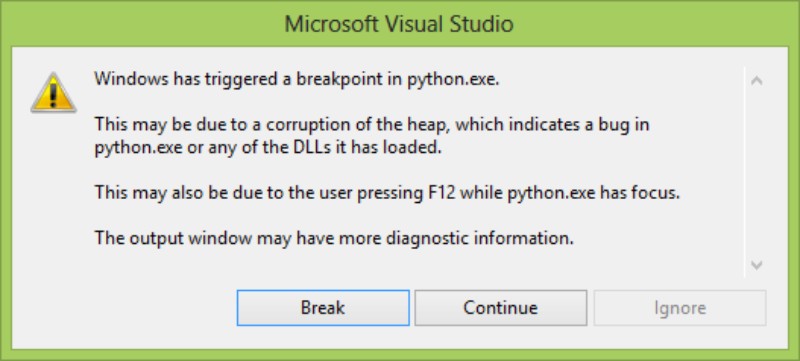 Microsoft Visual Studio
Windows has triggered a breakpoint in python.exe.
This may be due to a corruption of the heap, which indicates a bug in
python.exe or any of the DLLs it has loaded.
This may also be due to the user pressing F12 while python.exe has focus.
The output window may have more diagnostic information.
Break
Continue
Ignore